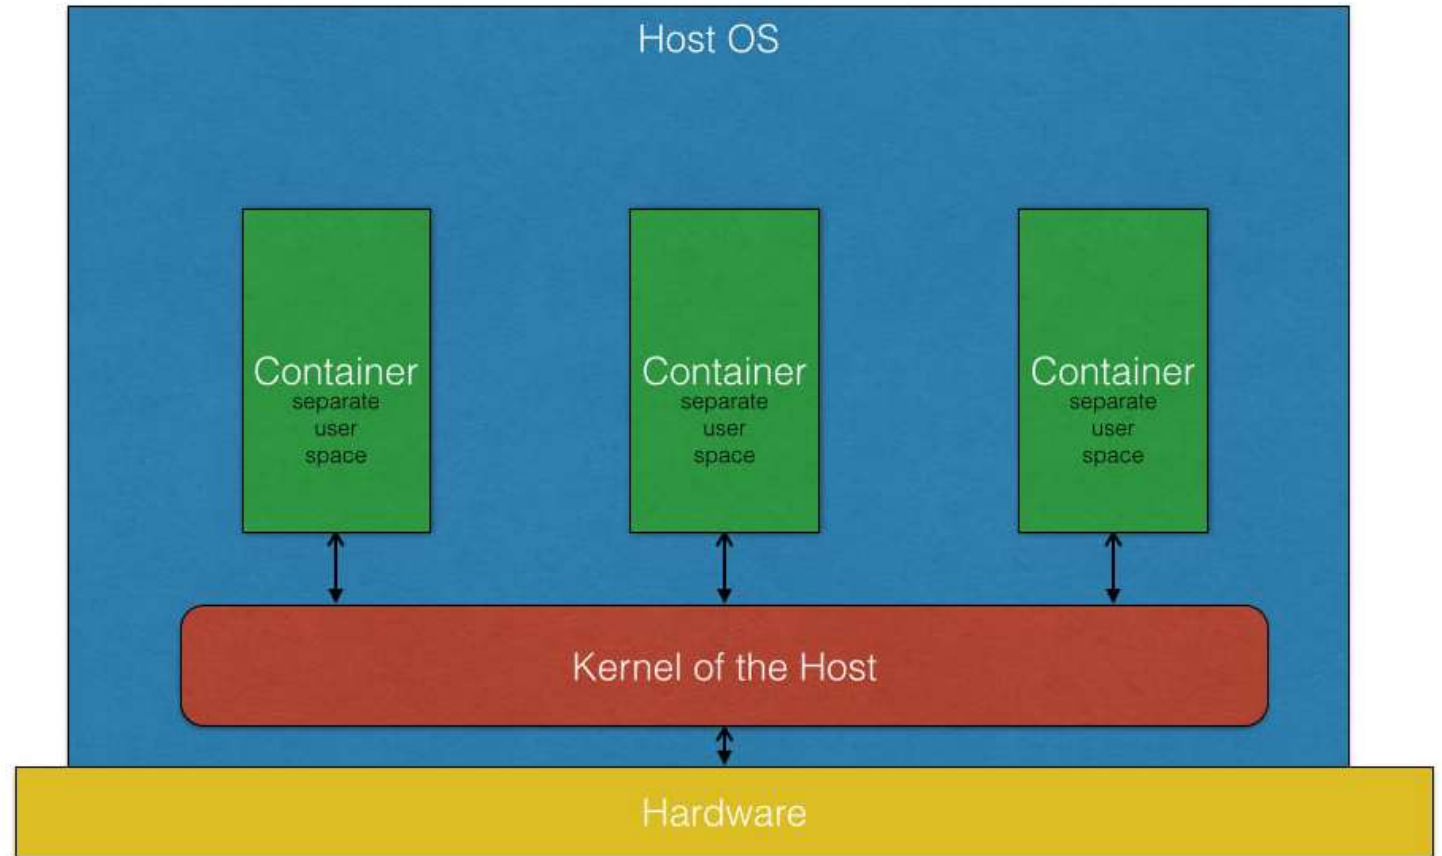 Host OS
Container
separate
user
space
Container
separate
user
space
Container
separate
user
space
Kernel of the Host
Hardware